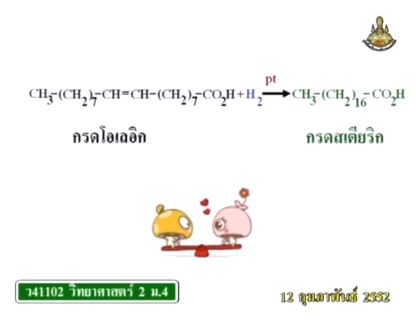 pt
CH₃-(CH₂)₇-CH=CH-(CH₂)₇-CO₂H+H₂ → CH₃-(CH₂)₁₆-CO₂H
กรดโอเลอิก กรดสเตียริก
ว41102 วิทยาศาสตร์ 2 ม.4
12 กุมภาพันธ์ 2552